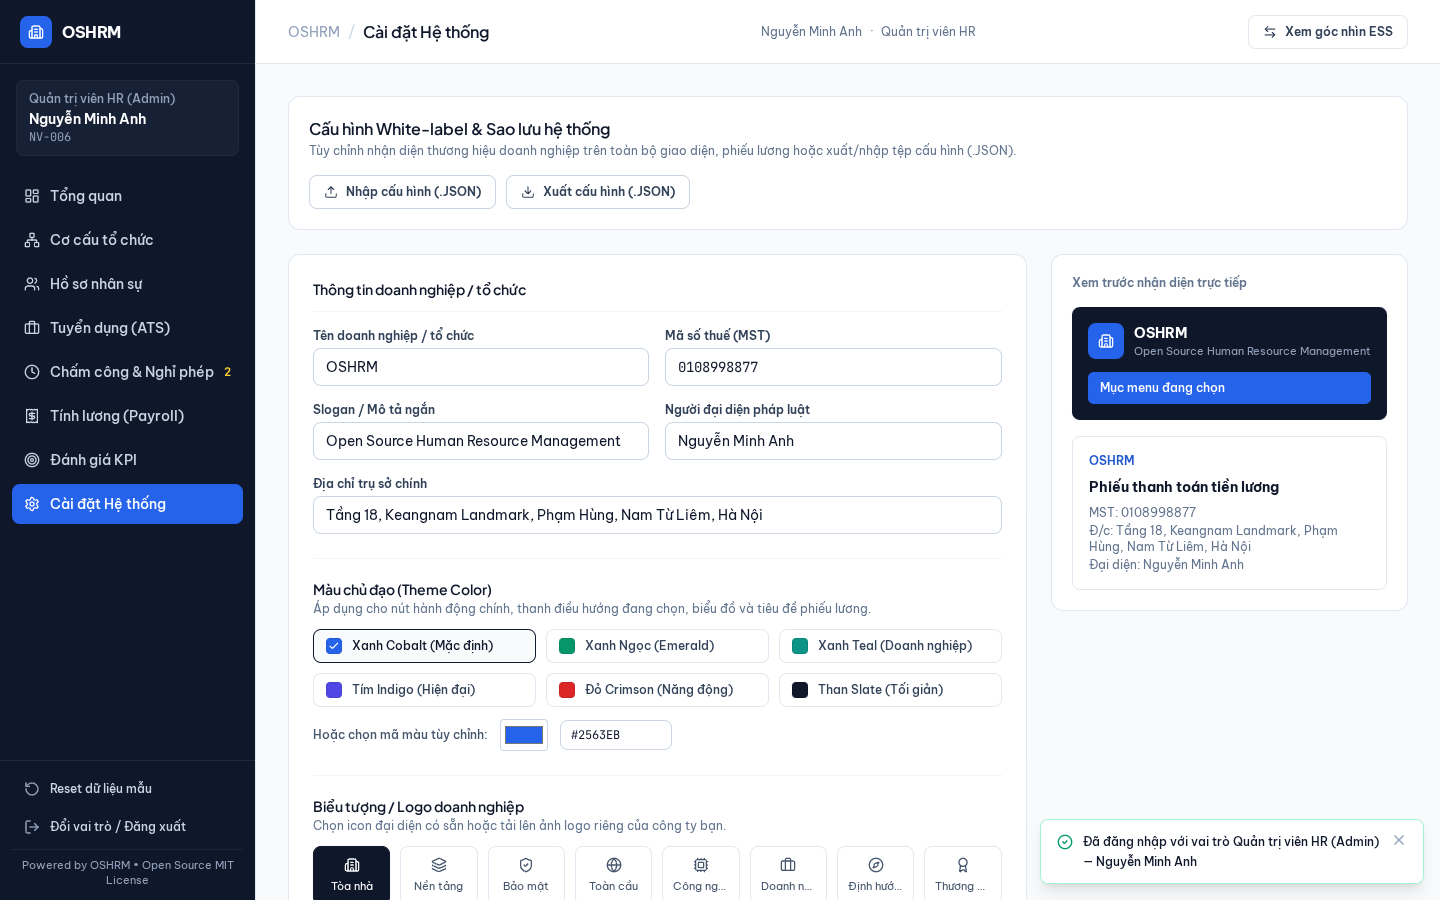 OSHRM
OSHRM / Cài đặt Hệ thống
Nguyễn Minh Anh · Quản trị viên HR
Xem góc nhìn ESS
Quản trị viên HR (Admin)
Nguyễn Minh Anh
NV-006
Tổng quan
Cơ cấu tổ chức
Hồ sơ nhân sự
Tuyển dụng (ATS)
Chấm công & Nghỉ phép 2
Tính lương (Payroll)
Đánh giá KPI
Cài đặt Hệ thống
Reset dữ liệu mẫu
Đổi vai trò / Đăng xuất
Powered by OSHRM • Open Source MIT
License
Cấu hình White-label & Sao lưu hệ thống
Tùy chỉnh nhận diện thương hiệu doanh nghiệp trên toàn bộ giao diện, phiếu lương hoặc xuất/nhập tệp cấu hình (.JSON).
Nhập cấu hình (.JSON)
Xuất cấu hình (.JSON)
Thông tin doanh nghiệp / tổ chức
Tên doanh nghiệp / tổ chức
OSHRM
Mã số thuế (MST)
0108998877
Slogan / Mô tả ngắn
Open Source Human Resource Management
Người đại diện pháp luật
Nguyễn Minh Anh
Địa chỉ trụ sở chính
Tầng 18, Keangnam Landmark, Phạm Hùng, Nam Từ Liêm, Hà Nội
Màu chủ đạo (Theme Color)
Áp dụng cho nút hành động chính, thanh điều hướng đang chọn, biểu đồ và tiêu đề phiếu lương.
Xanh Cobalt (Mặc định)
Xanh Ngọc (Emerald)
Xanh Teal (Doanh nghiệp)
Tím Indigo (Hiện đại)
Đỏ Crimson (Năng động)
Than Slate (Tối giản)
Hoặc chọn mã màu tùy chỉnh:
#2563EB
Biểu tượng / Logo doanh nghiệp
Chọn icon đại diện có sẵn hoặc tải lên ảnh logo riêng của công ty bạn.
Tòa nhà
Nền tảng
Bảo mật
Toàn cầu
Công ng...
Doanh n...
Định hướ...
Thương ...
Xem trước nhận diện trực tiếp
OSHRM
Open Source Human Resource Management
Mục menu đang chọn
OSHRM
Phiếu thanh toán tiền lương
MST: 0108998877
Đ/c: Tầng 18, Keangnam Landmark, Phạm
Hùng, Nam Từ Liêm, Hà Nội
Đại diện: Nguyễn Minh Anh
Đã đăng nhập với vai trò Quản trị viên HR (Admin)
— Nguyễn Minh Anh